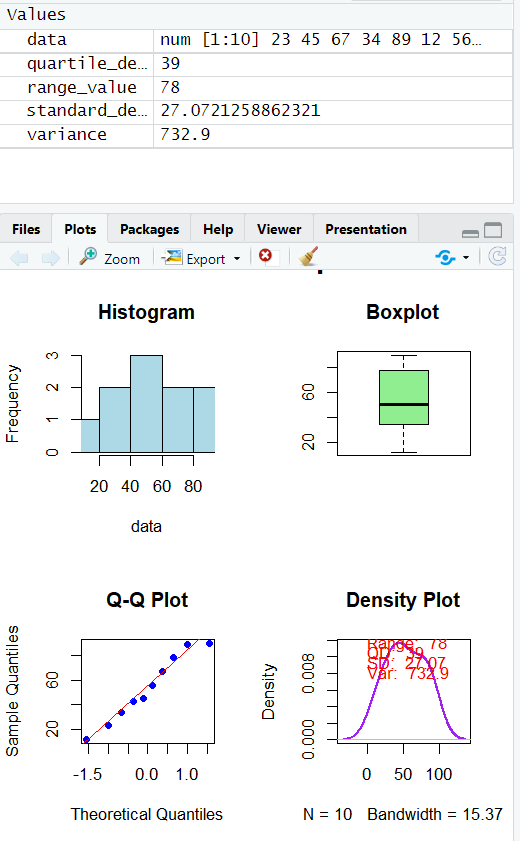 Values
data num [1:10] 23 45 67 34 89 12 56…
quartile_de… 39
range_value 78
standard_de… 27.0721258862321
variance 732.9
Files Plots Packages Help Viewer Presentation
Zoom Export
Histogram
Frequency
0 1 2 3
20 40 60 80
data
Boxplot
20 60
Q-Q Plot
Sample Quantiles
20 60
-1.5 0.0 1.0
Theoretical Quantiles
Density Plot
Density
0.000 0.008
Range: 78
QD: 39
SD: 27.07
Var: 732.9
0 50 100
N = 10 Bandwidth = 15.37